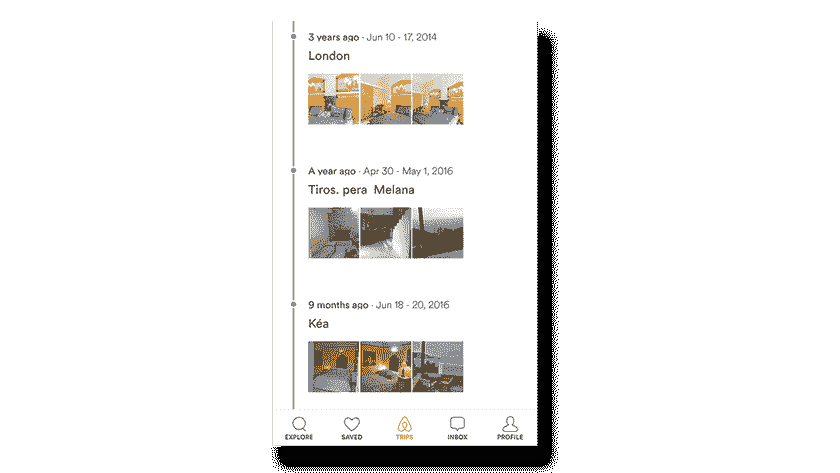 3 years ago · Jun 10 - 17, 2014
London
A year ago · Apr 30 - May 1, 2016
Tiros. pera Melana
9 months ago · Jun 18 - 20, 2016
Kéa
EXPLORE SAVED TRIPS INBOX PROFILE